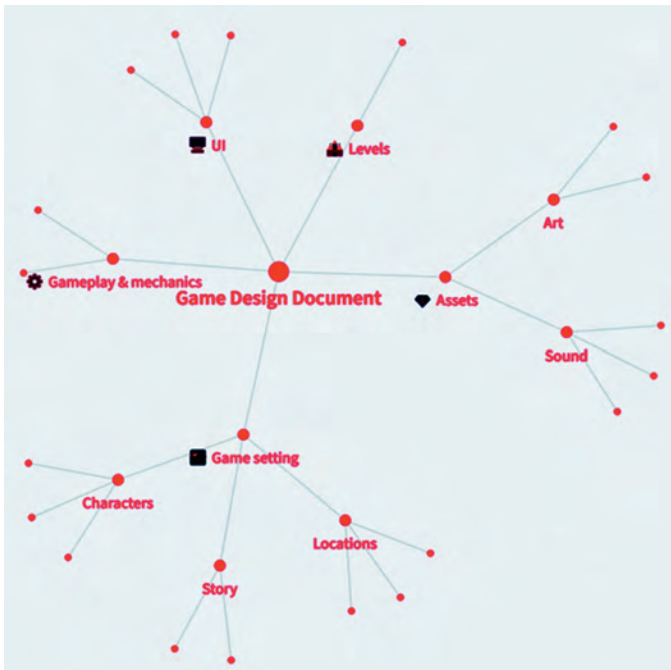 UI
Levels
Art
Gameplay & mechanics
Game Design Document
Assets
Sound
Game setting
Characters
Locations
Story